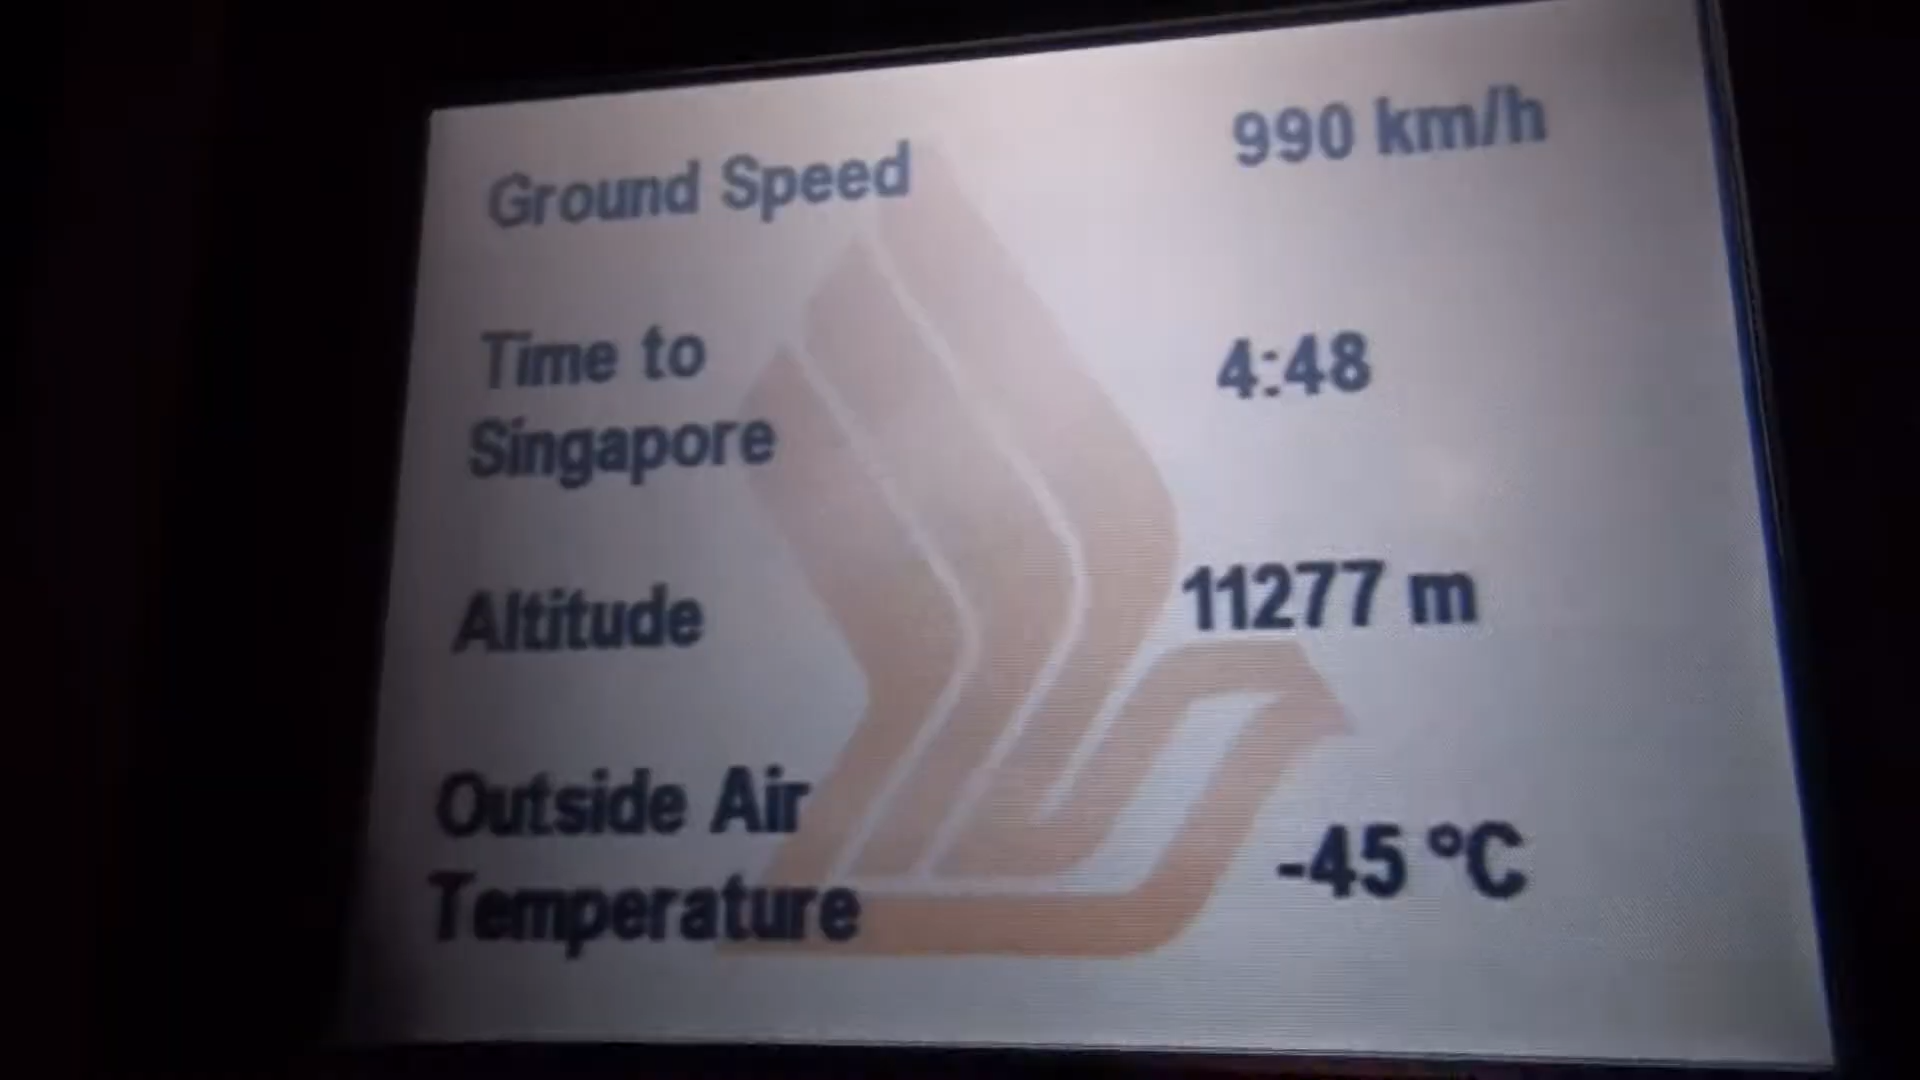 Ground Speed 990 km/h
Time to 4:48
Singapore
Altitude 11277 m
Outside Air
Temperature -45 °C